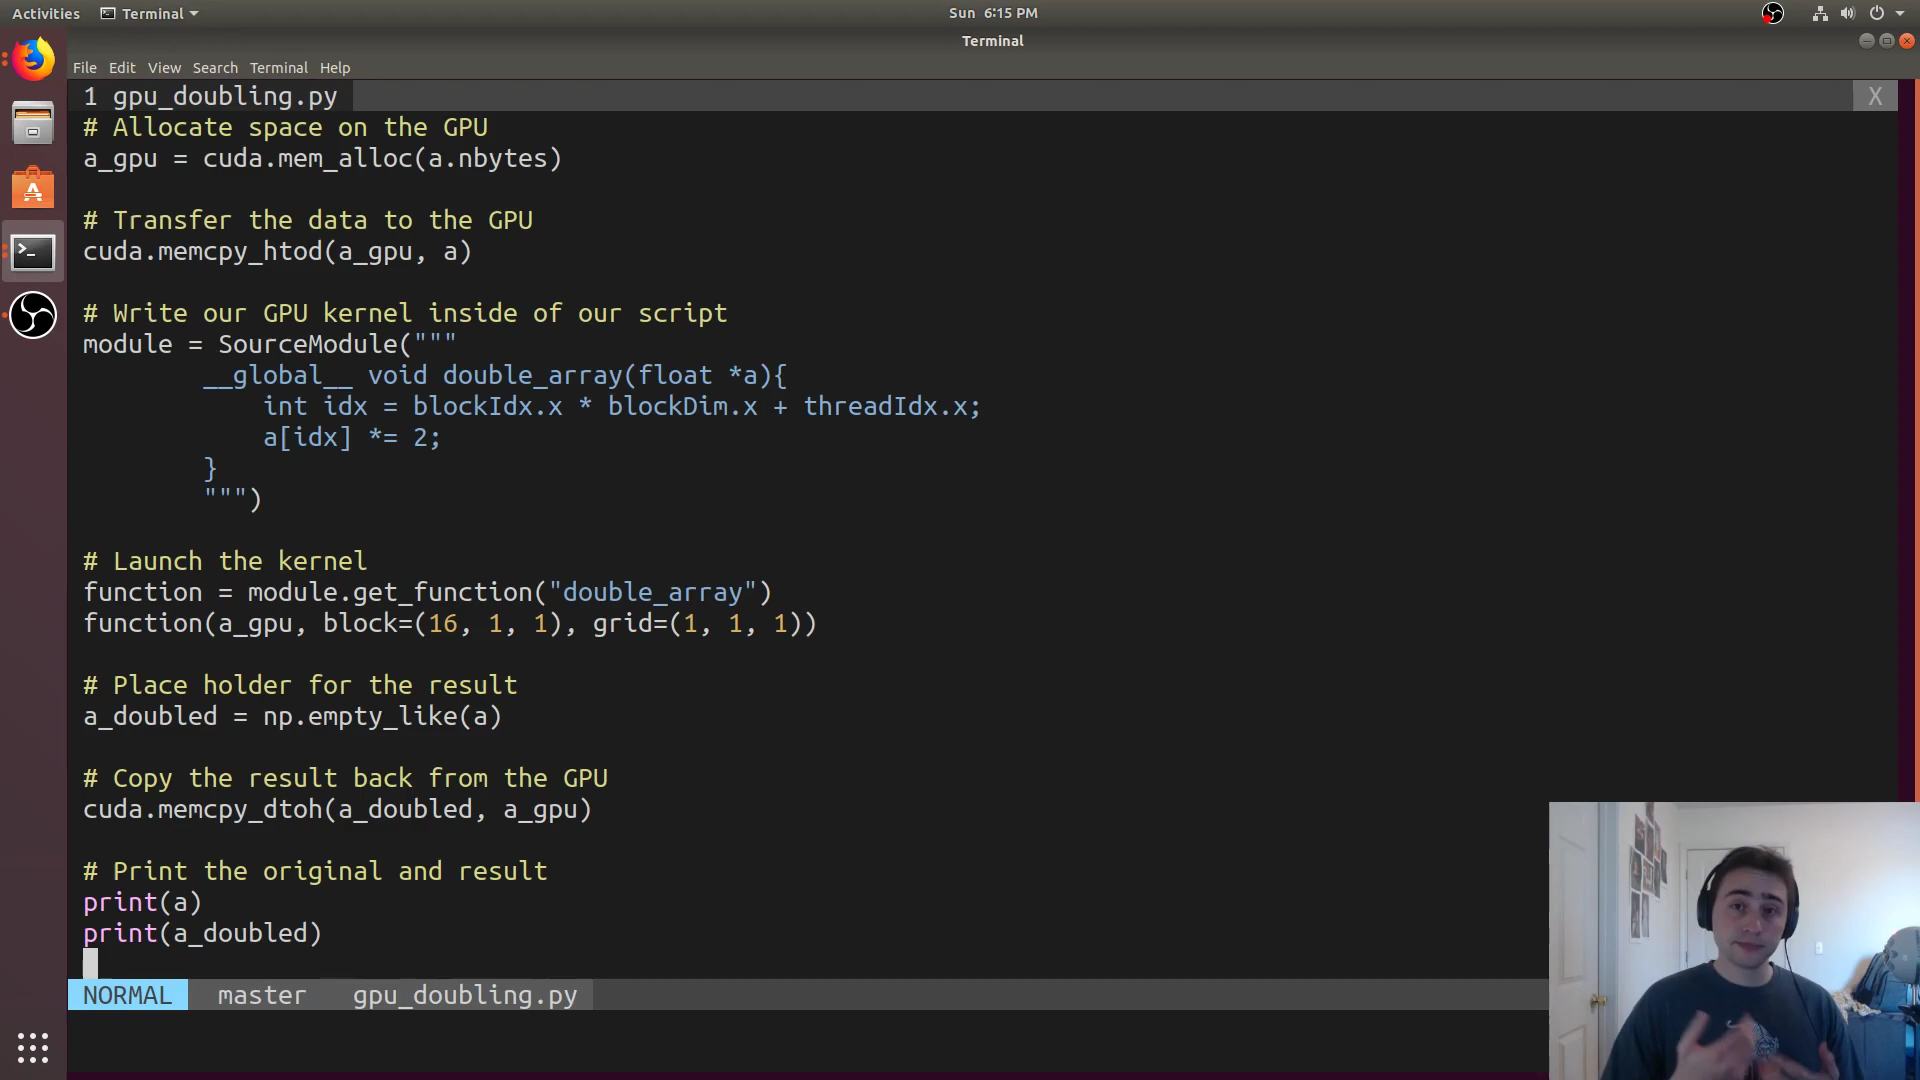 Activities Terminal Sun 6:15 PM
Terminal
File Edit View Search Terminal Help
1 gpu_doubling.py X
# Allocate space on the GPU
a_gpu = cuda.mem_alloc(a.nbytes)
# Transfer the data to the GPU
cuda.memcpy_htod(a_gpu, a)
# Write our GPU kernel inside of our script
module = SourceModule("""
__global__ void double_array(float *a){
int idx = blockIdx.x * blockDim.x + threadIdx.x;
a[idx] *= 2;
}
""")
# Launch the kernel
function = module.get_function("double_array")
function(a_gpu, block=(16, 1, 1), grid=(1, 1, 1))
# Place holder for the result
a_doubled = np.empty_like(a)
# Copy the result back from the GPU
cuda.memcpy_dtoh(a_doubled, a_gpu)
# Print the original and result
print(a)
print(a_doubled)
NORMAL master gpu_doubling.py